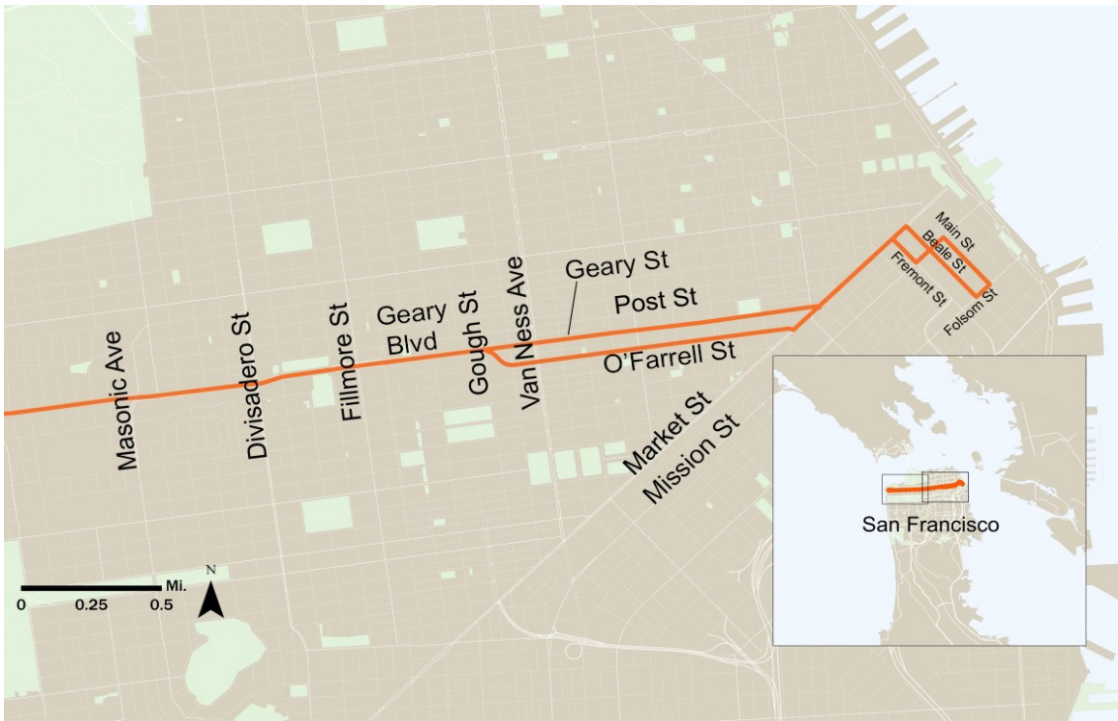 Main St
Beale St
Fremont St
Folsom St
Geary St
Post St
Geary
Blvd
Gough St
Van Ness Ave
O'Farrell St
Fillmore St
Divisadero St
Masonic Ave
Market St
Mission St
San Francisco
N
Mi.
0 0.25 0.5